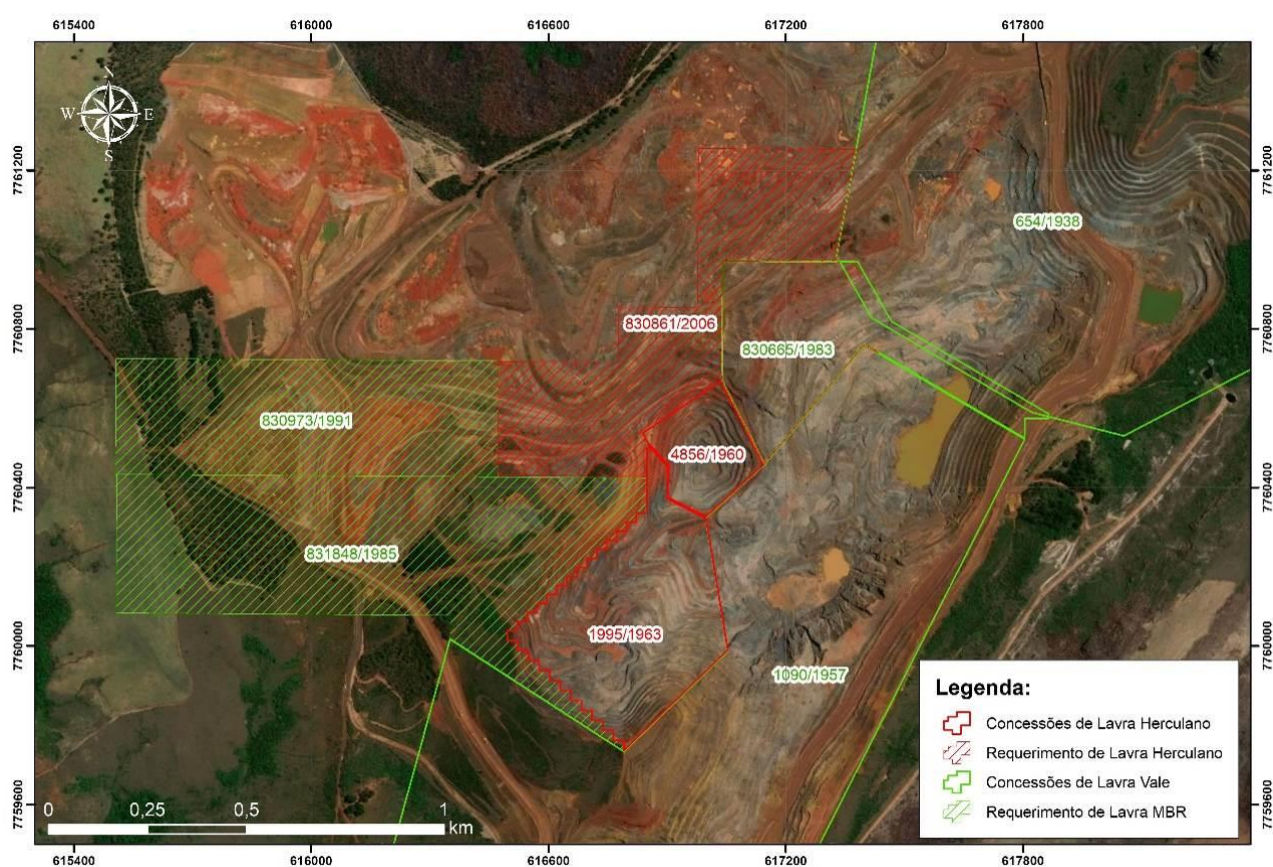 615400 616000 616600 617200 617800
N
W E
S
7761200 7761200
654/1938
7760800 7760800
830861/2006
830665/1983
830973/1991
4856/1960
7760400 7760400
831848/1985
1995/1963
7760000 7760000
1090/1957
Legenda:
Concessões de Lavra Herculano
Requerimento de Lavra Herculano
Concessões de Lavra Vale
Requerimento de Lavra MBR
0 0,25 0,5 1
km
7759600 7759600
615400 616000 616600 617200 617800